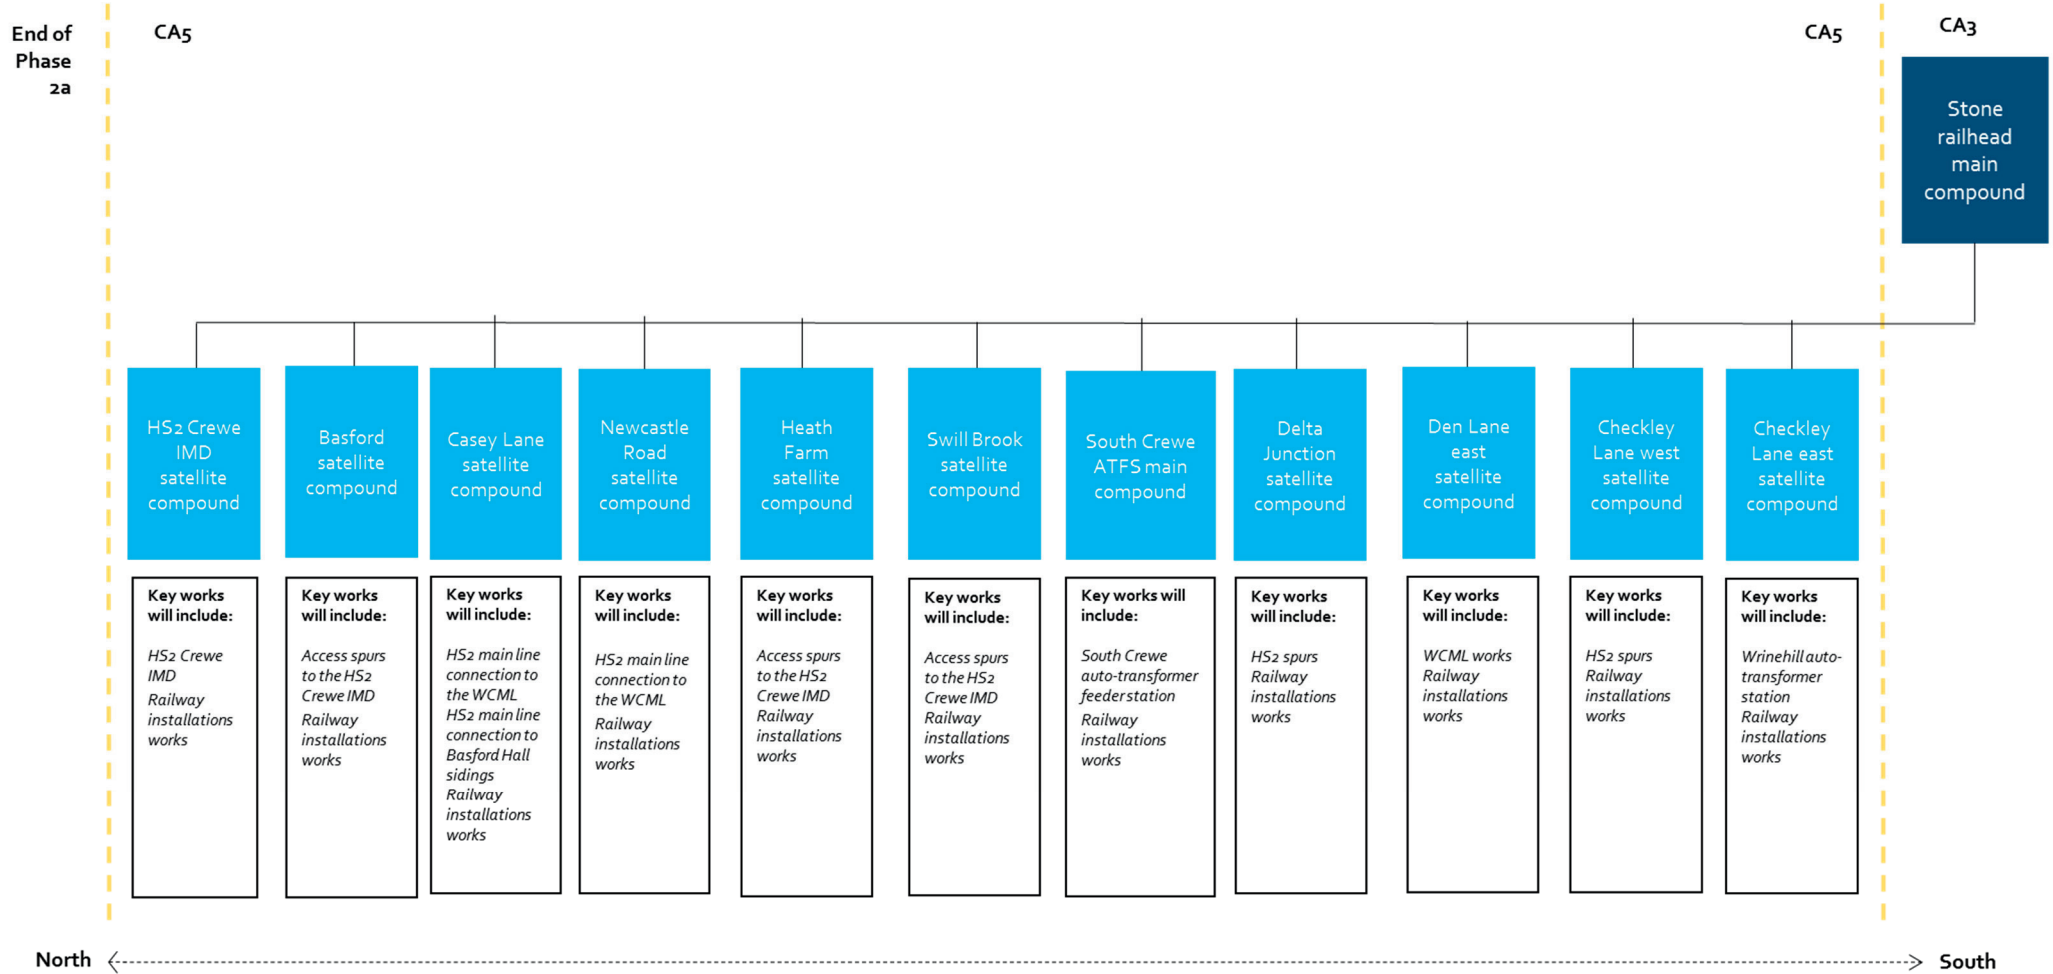 End of
Phase
2a
CA5
CA5
CA3
Stone
railhead
main
compound
HS2 Crewe
IMD
satellite
compound
Basford
satellite
compound
Casey Lane
satellite
compound
Newcastle
Road
satellite
compound
Heath
Farm
satellite
compound
Swill Brook
satellite
compound
South Crewe
ATFS main
compound
Delta
Junction
satellite
compound
Den Lane
east
satellite
compound
Checkley
Lane west
satellite
compound
Checkley
Lane east
satellite
compound
Key works
will include:
HS2 Crewe
IMD
Railway
installations
works
Key works
will include:
Access spurs
to the HS2
Crewe IMD
Railway
installations
works
Key works
will include:
HS2 main line
connection to
the WCML
HS2 main line
connection to
Basford Hall
sidings
Railway
installations
works
Key works
will include:
HS2 main line
connection to
the WCML
Railway
installations
works
Key works
will include:
Access spurs
to the HS2
Crewe IMD
Railway
installations
works
Key works
will include:
Access spurs
to the HS2
Crewe IMD
Railway
installations
works
Key works will
include:
South Crewe
auto-transformer
feeder station
Railway
installations
works
Key works
will include:
HS2 spurs
Railway
installations
works
Key works
will include:
WCML works
Railway
installations
works
Key works
will include:
HS2 spurs
Railway
installations
works
Key works
will include:
Wrinehill auto-
transformer
station
Railway
installations
works
North
South